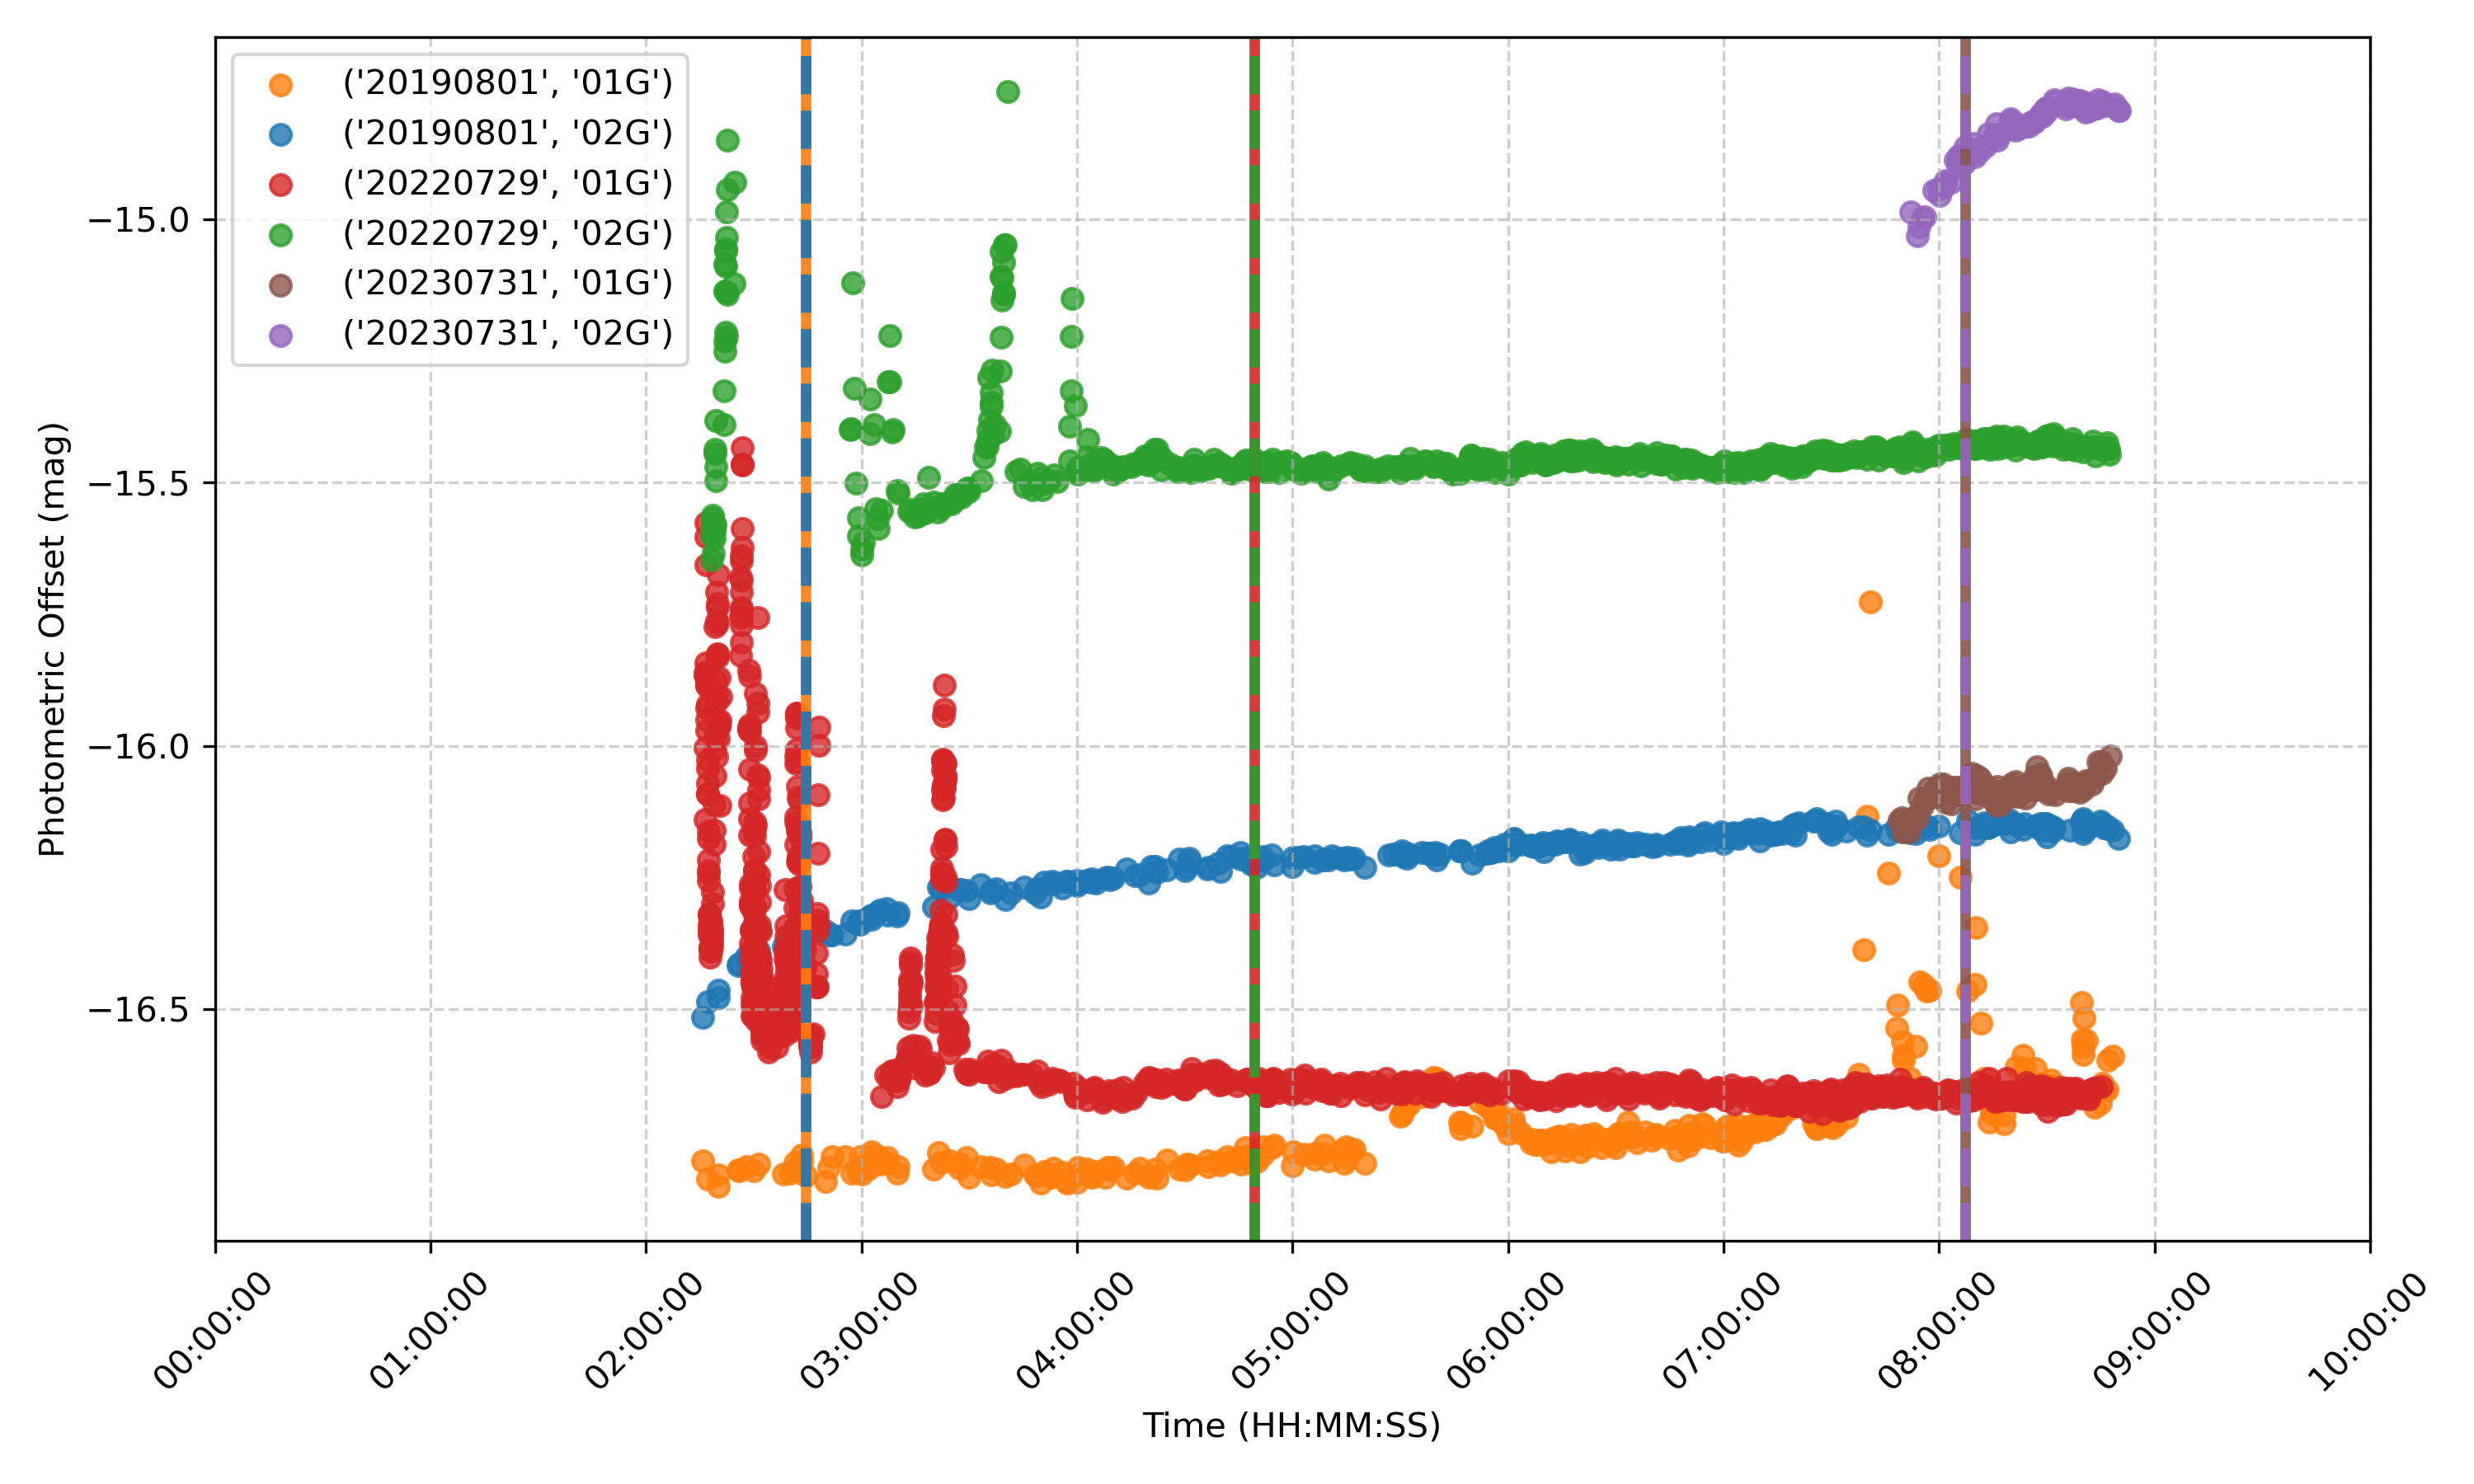 ('20190801', '01G')
('20190801', '02G')
('20220729', '01G')
('20220729', '02G')
('20230731', '01G')
('20230731', '02G')
Photometric Offset (mag)
−15.0
−15.5
−16.0
−16.5
00:00:00
01:00:00
02:00:00
03:00:00
04:00:00
05:00:00
06:00:00
07:00:00
08:00:00
09:00:00
10:00:00
Time (HH:MM:SS)